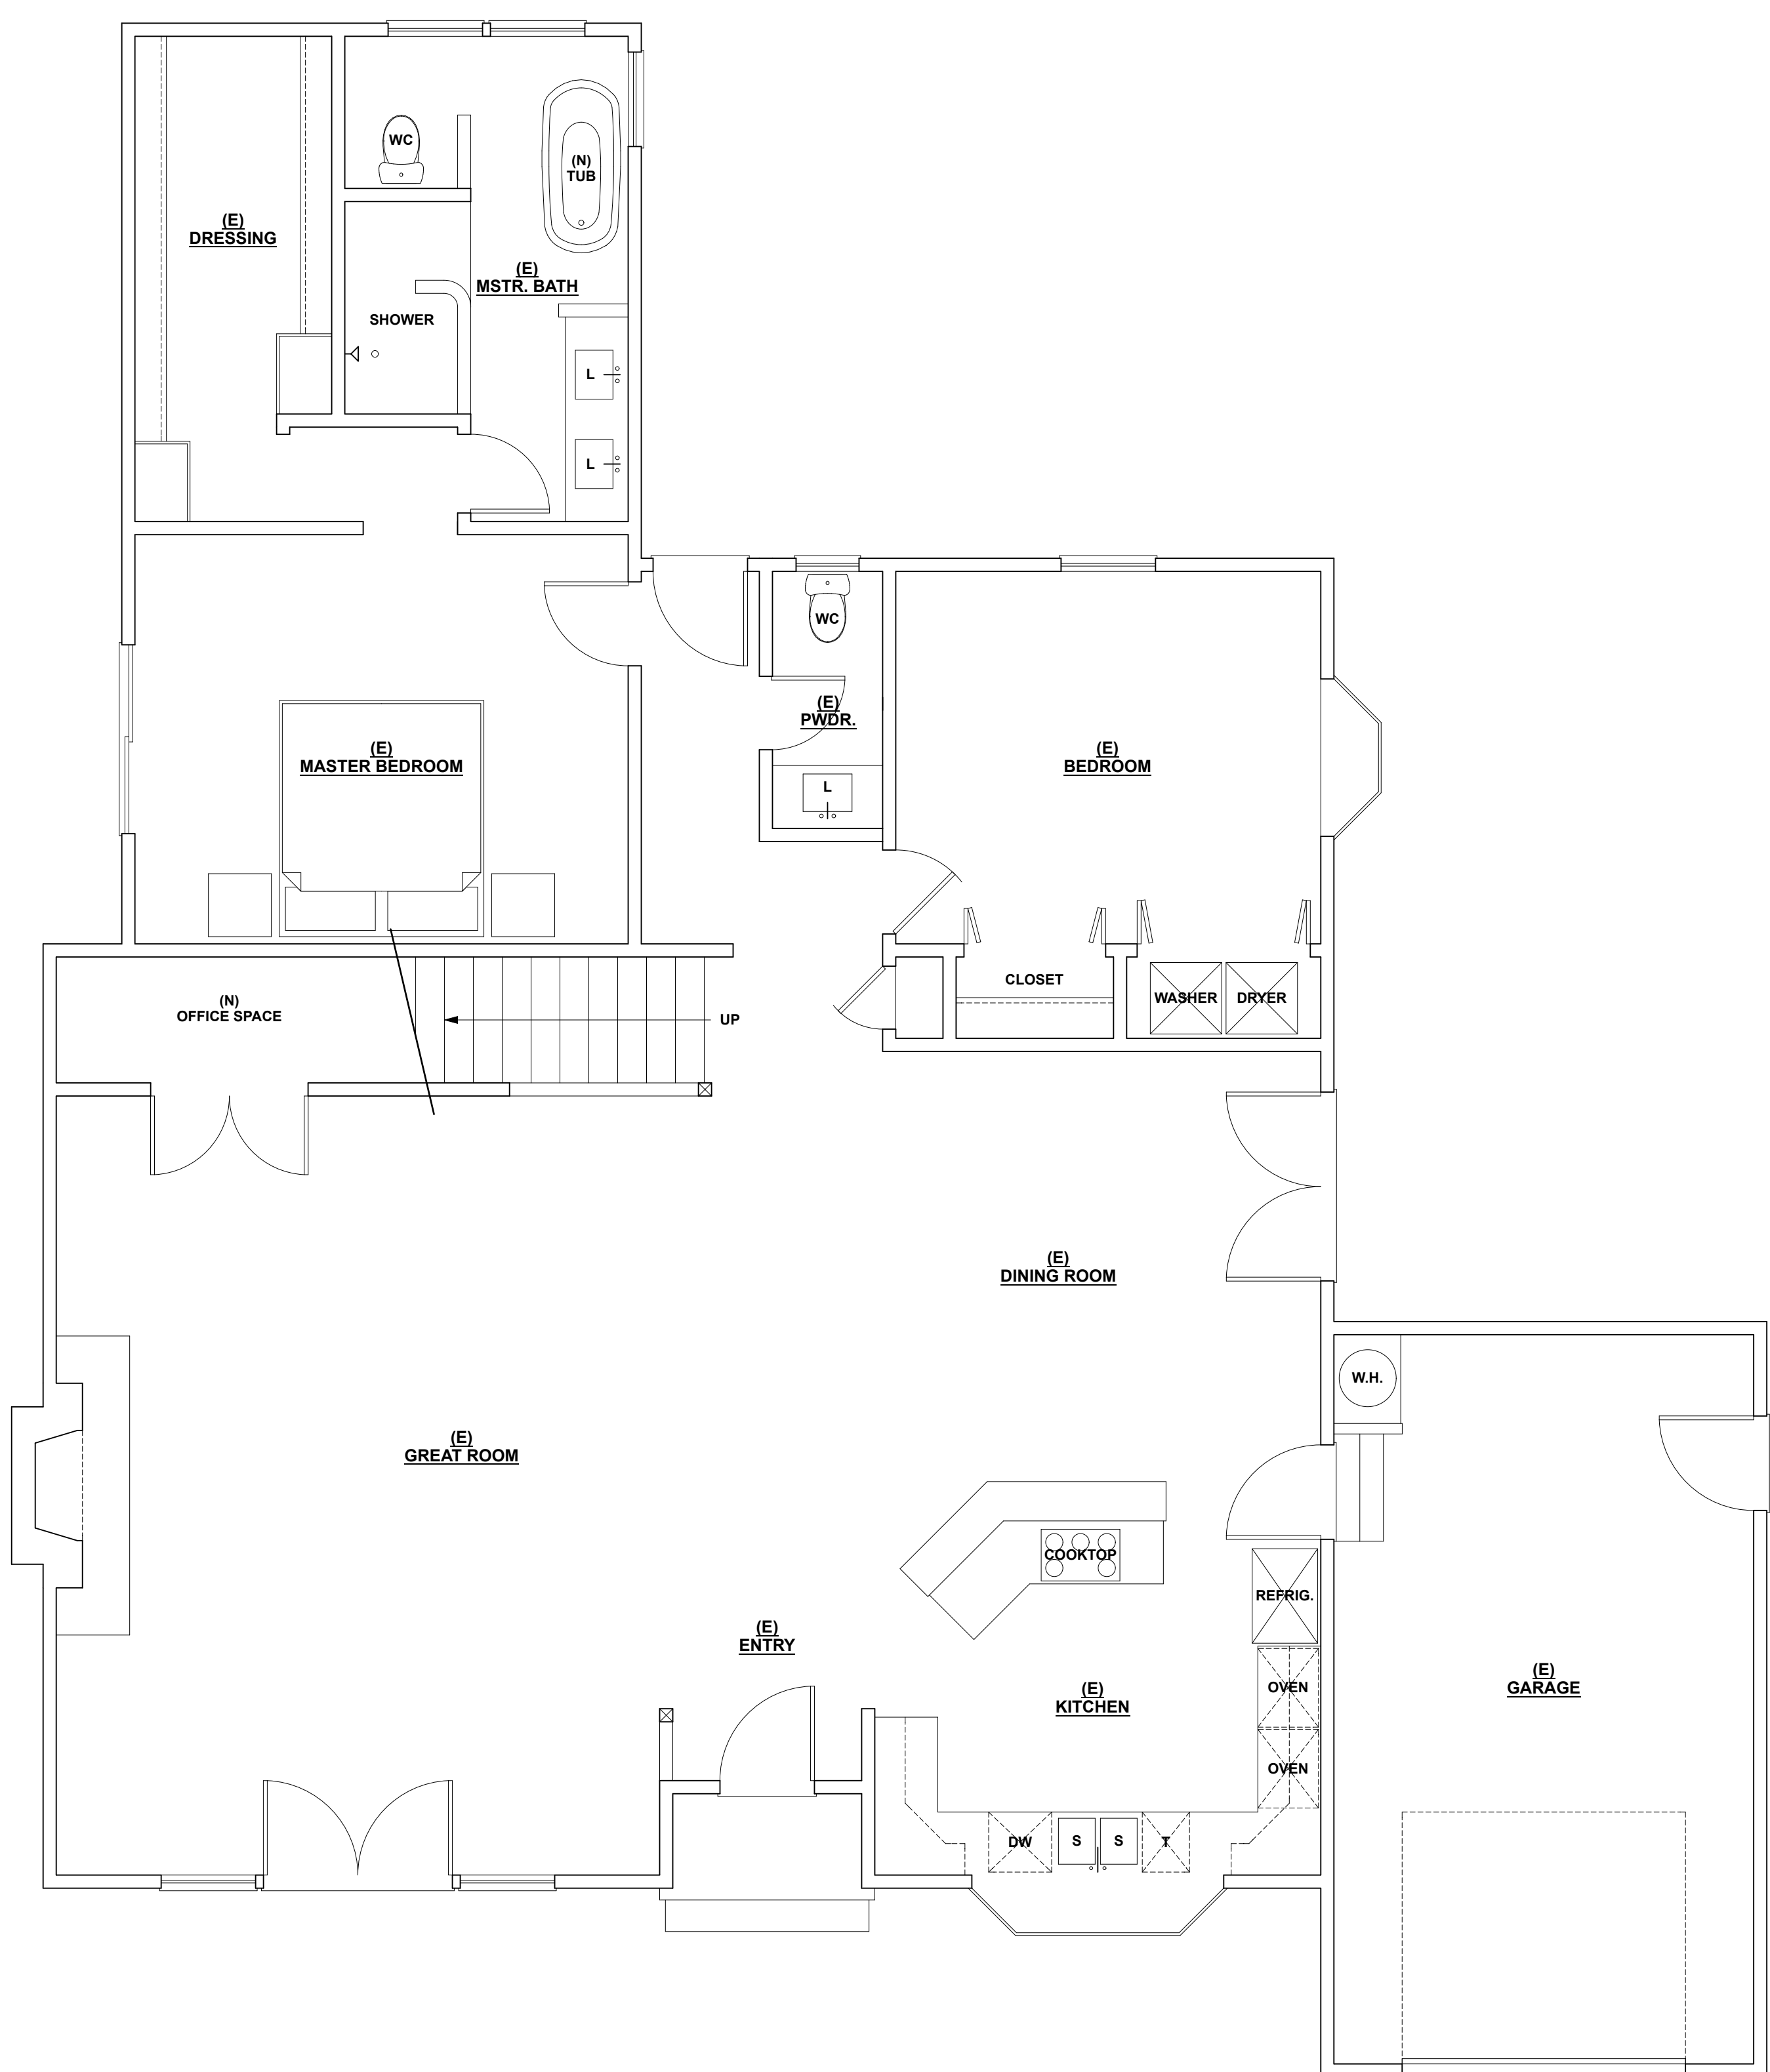 WC
(N)
TUB
(E)
DRESSING
(E)
MSTR. BATH
SHOWER
L
L
WC
(E)
PWDR.
L
(E)
MASTER BEDROOM
(E)
BEDROOM
CLOSET
WASHER
DRYER
(N)
OFFICE SPACE
UP
(E)
DINING ROOM
W.H.
(E)
GREAT ROOM
COOKTOP
REFRIG.
(E)
ENTRY
(E)
KITCHEN
OVEN
OVEN
(E)
GARAGE
DW
S
S
T